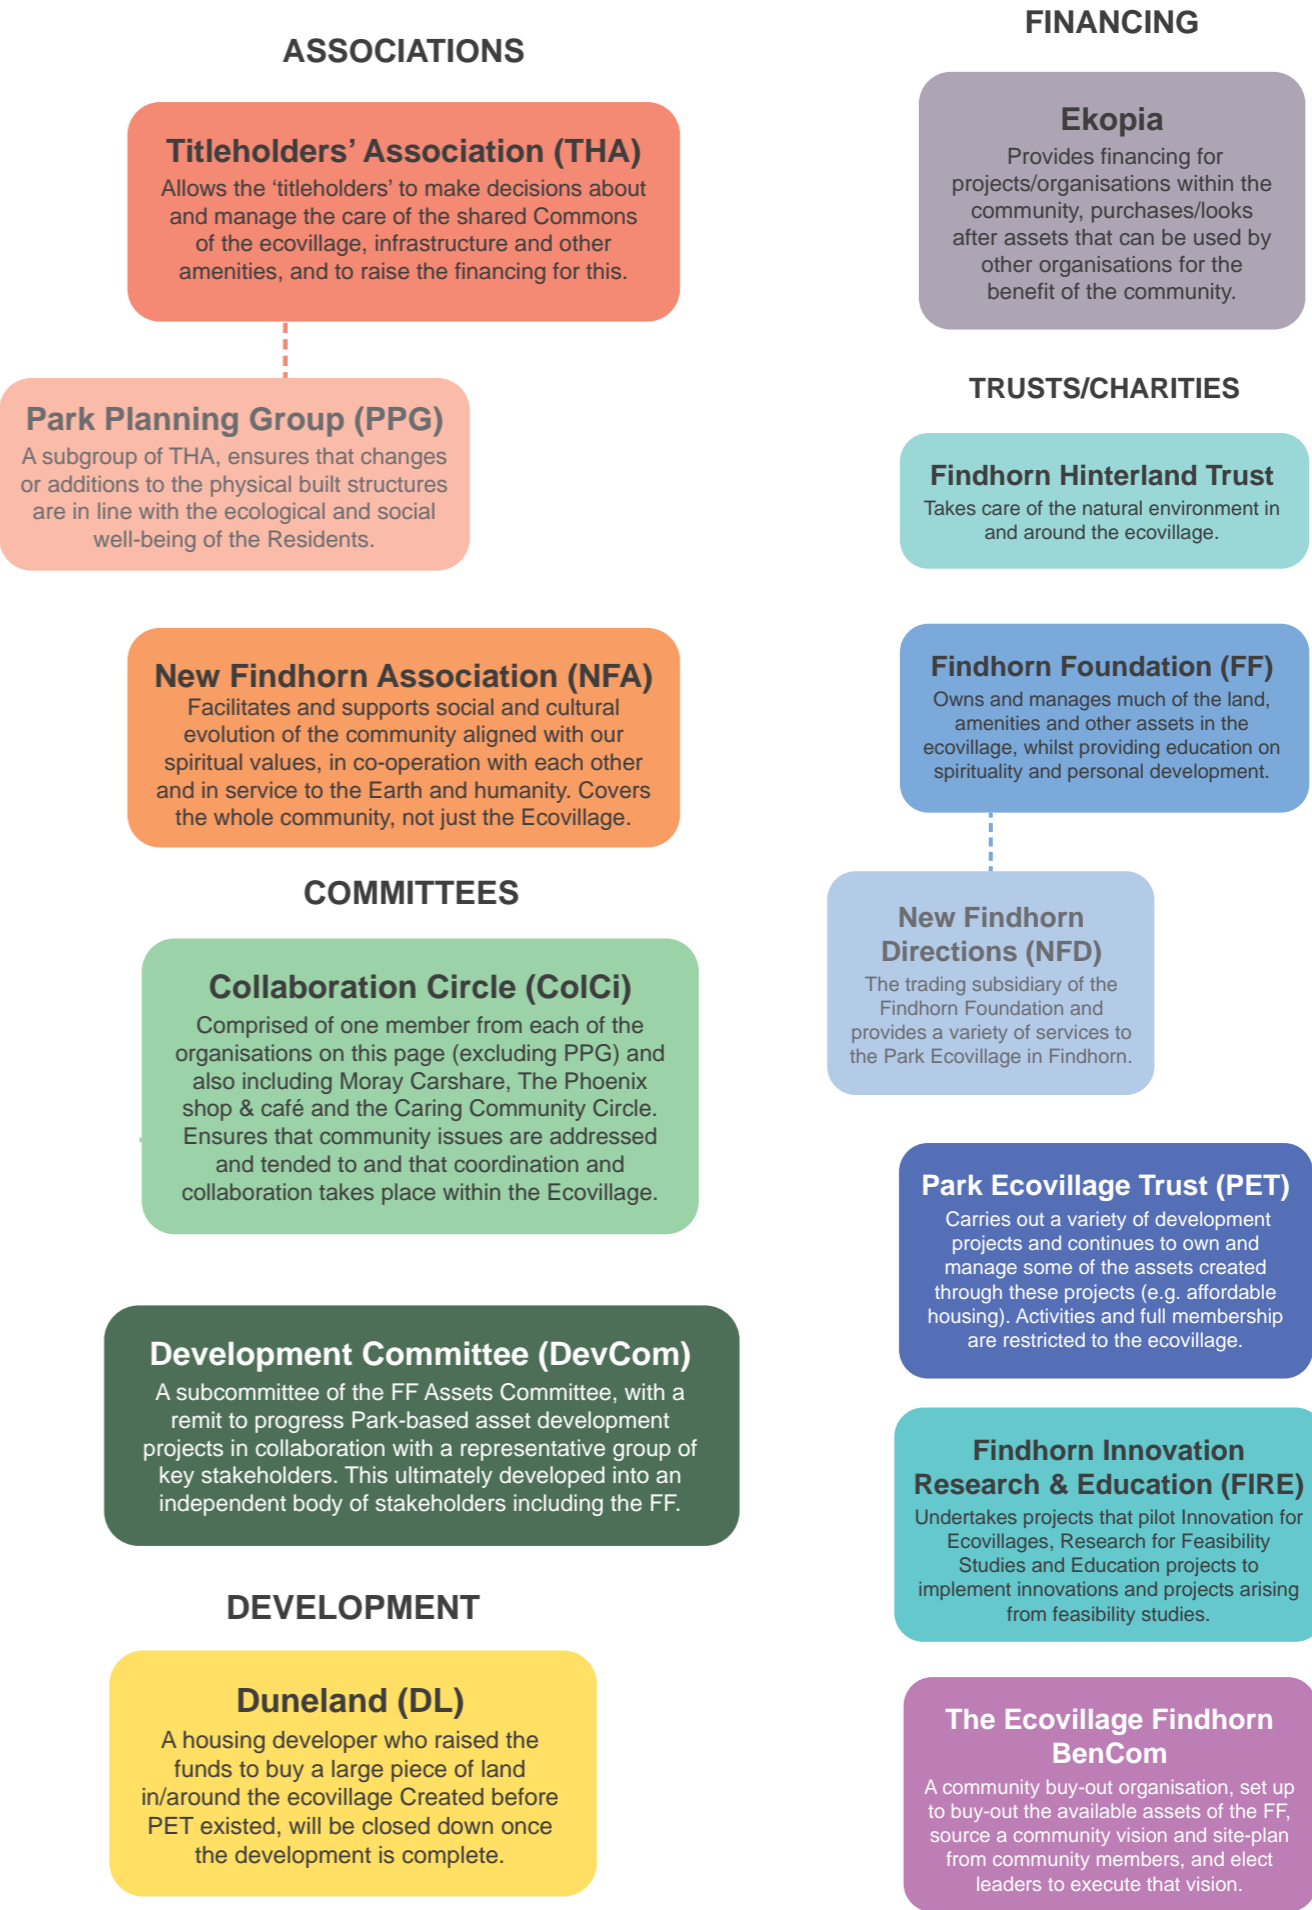 ASSOCIATIONS
Titleholders’ Association (THA)
Allows the ‘titleholders’ to make decisions about
and manage the care of the shared Commons
of the ecovillage, infrastructure and other
amenities, and to raise the financing for this.
Park Planning Group (PPG)
A subgroup of THA, ensures that changes
or additions to the physical built structures
are in line with the ecological and social
well-being of the Residents.
New Findhorn Association (NFA)
Facilitates and supports social and cultural
evolution of the community aligned with our
spiritual values, in co-operation with each other
and in service to the Earth and humanity. Covers
the whole community, not just the Ecovillage.
COMMITTEES
Collaboration Circle (ColCi)
Comprised of one member from each of the
organisations on this page (excluding PPG) and
also including Moray Carshare, The Phoenix
shop & café and the Caring Community Circle.
Ensures that community issues are addressed
and tended to and that coordination and
collaboration takes place within the Ecovillage.
Development Committee (DevCom)
A subcommittee of the FF Assets Committee, with a
remit to progress Park-based asset development
projects in collaboration with a representative group of
key stakeholders. This ultimately developed into an
independent body of stakeholders including the FF.
DEVELOPMENT
Duneland (DL)
A housing developer who raised the
funds to buy a large piece of land
in/around the ecovillage Created before
PET existed, will be closed down once
the development is complete.
FINANCING
Ekopia
Provides financing for
projects/organisations within the
community, purchases/looks
after assets that can be used by
other organisations for the
benefit of the community.
TRUSTS/CHARITIES
Findhorn Hinterland Trust
Takes care of the natural environment in
and around the ecovillage.
Findhorn Foundation (FF)
Owns and manages much of the land,
amenities and other assets in the
ecovillage, whilst providing education on
spirituality and personal development.
New Findhorn
Directions (NFD)
The trading subsidiary of the
Findhorn Foundation and
provides a variety of services to
the Park Ecovillage in Findhorn.
Park Ecovillage Trust (PET)
Carries out a variety of development
projects and continues to own and
manage some of the assets created
through these projects (e.g. affordable
housing). Activities and full membership
are restricted to the ecovillage.
Findhorn Innovation
Research & Education (FIRE)
Undertakes projects that pilot Innovation for
Ecovillages, Research for Feasibility
Studies and Education projects to
implement innovations and projects arising
from feasibility studies.
The Ecovillage Findhorn
BenCom
A community buy-out organisation, set up
to buy-out the available assets of the FF,
source a community vision and site-plan
from community members, and elect
leaders to execute that vision.